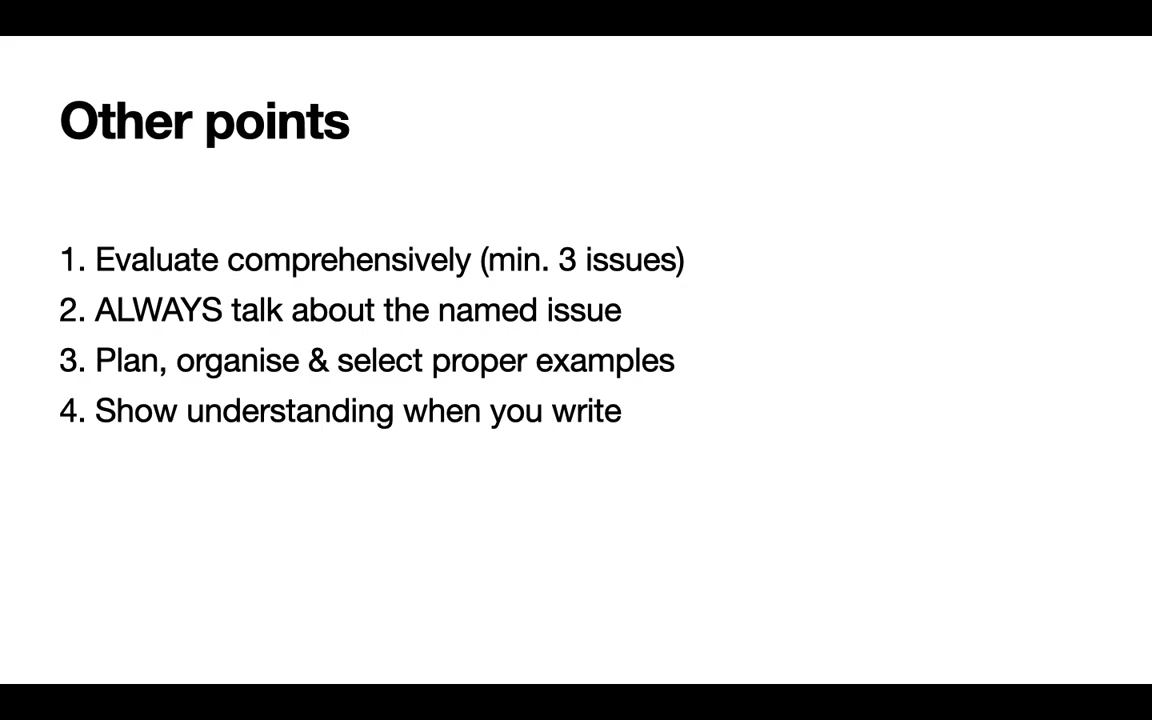 Other points
1. Evaluate comprehensively (min. 3 issues)
2. ALWAYS talk about the named issue
3. Plan, organise & select proper examples
4. Show understanding when you write